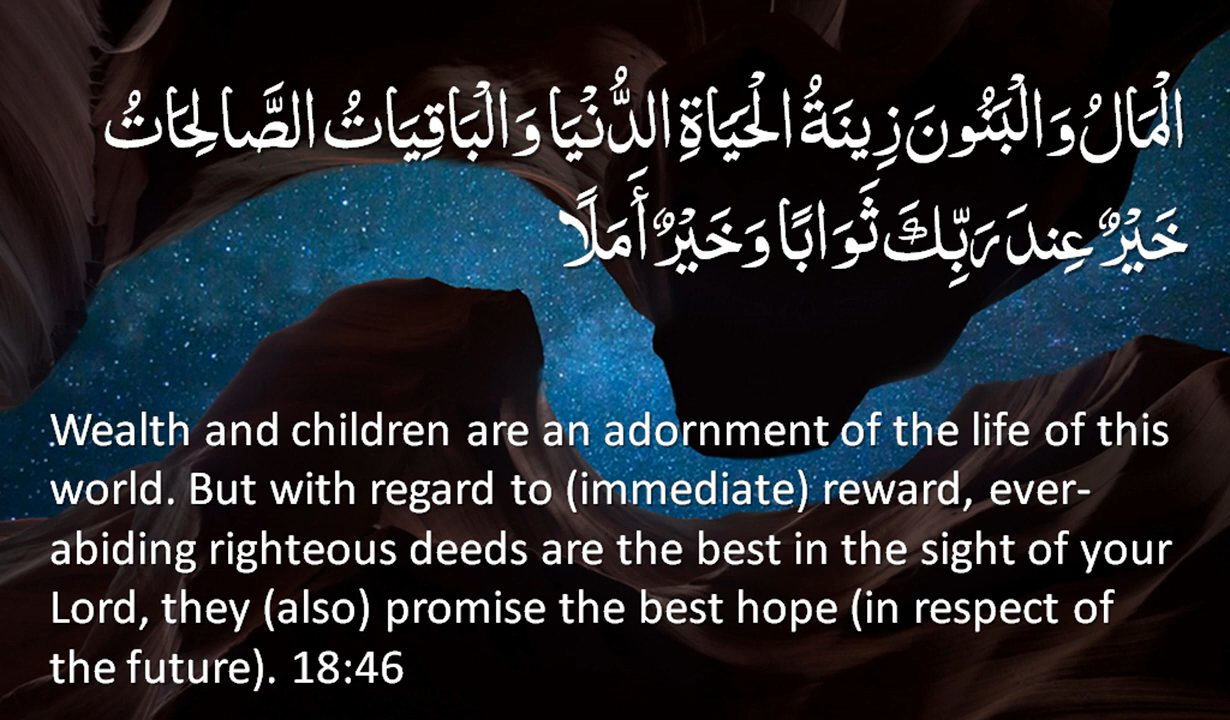 الْمَالُ وَالْبَنُونَ زِينَةُ الْحَيَاةِ الدُّنْيَا وَالْبَاقِيَاتُ الصَّالِحَاتُ
خَيْرٌ عِندَ رَبِّكَ ثَوَابًا وَخَيْرٌ أَمَلًا
Wealth and children are an adornment of the life of this
world. But with regard to (immediate) reward, ever-
abiding righteous deeds are the best in the sight of your
Lord, they (also) promise the best hope (in respect of
the future). 18:46